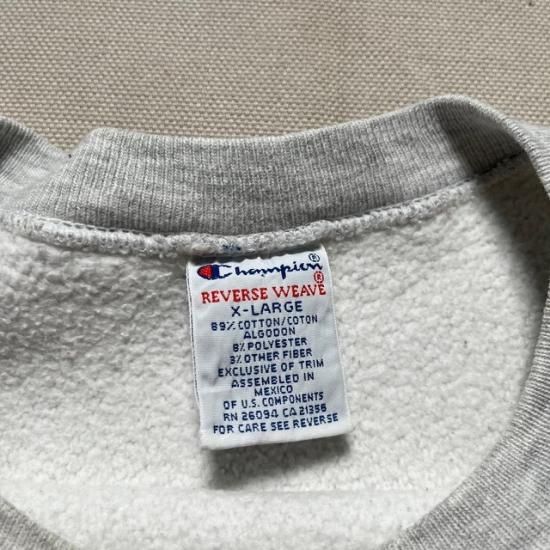 Champion®
REVERSE WEAVE®
X-LARGE
89% COTTON/COTON
ALGODON
8% POLYESTER
3% OTHER FIBER
EXCLUSIVE OF TRIM
ASSEMBLED IN
MEXICO
OF U.S. COMPONENTS
RN 26094 CA 21356
FOR CARE SEE REVERSE